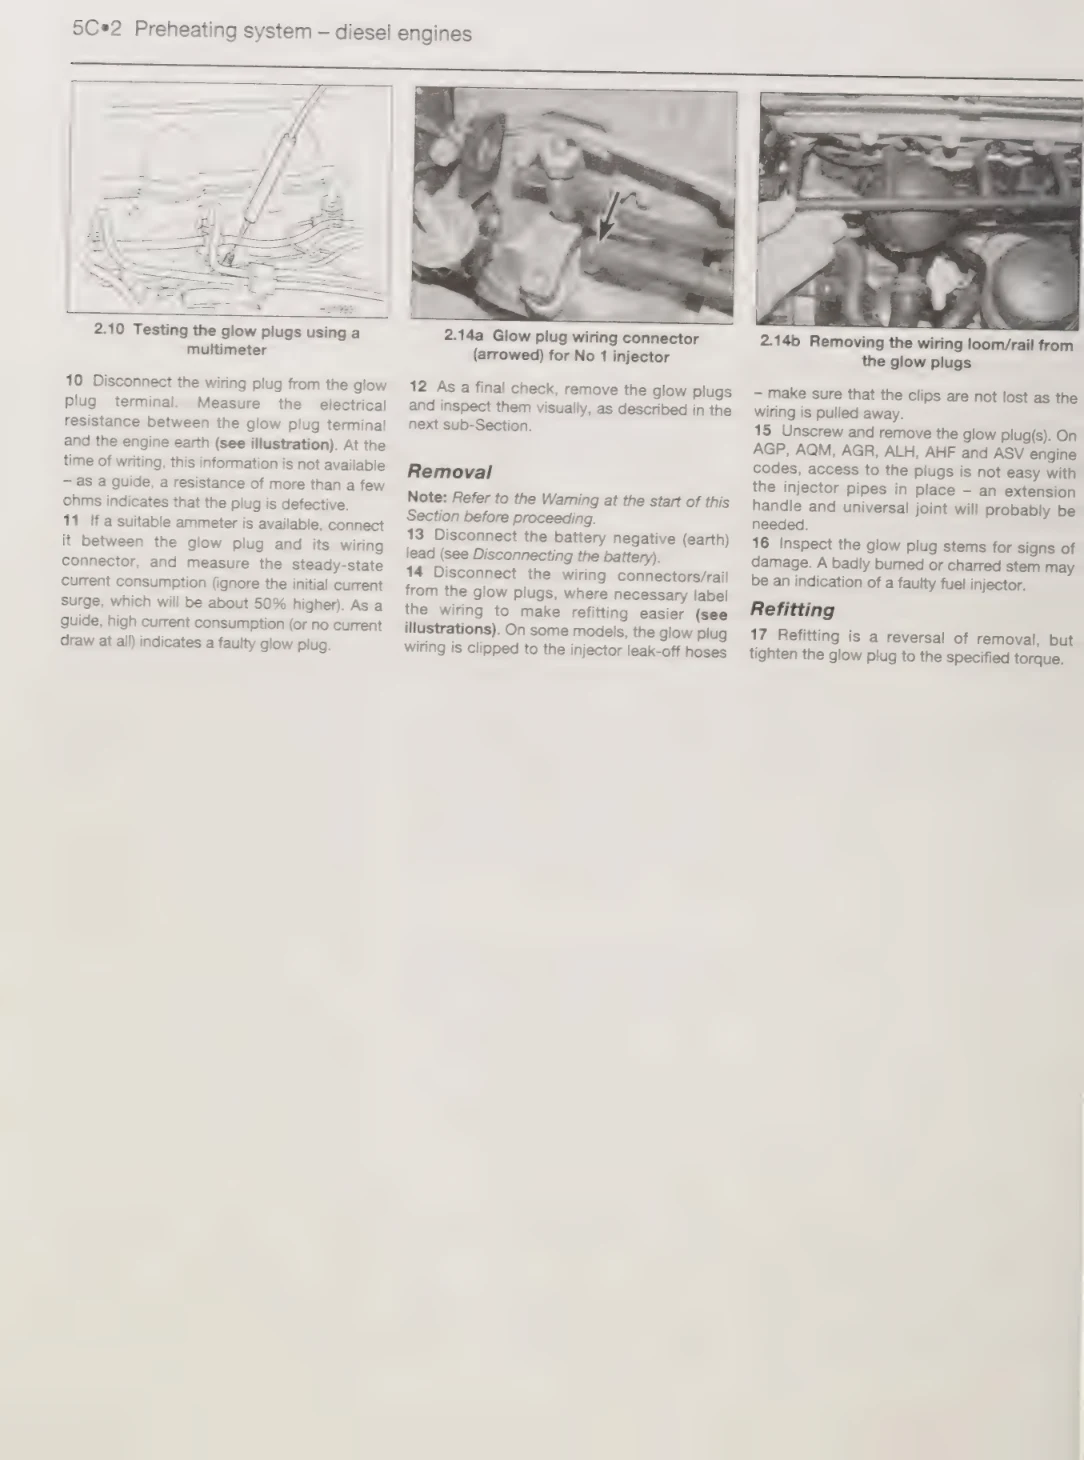 5C•2 Preheating system – diesel engines
2.10 Testing the glow plugs using a
multimeter
10 Disconnect the wiring plug from the glow
plug terminal. Measure the electrical
resistance between the glow plug terminal
and the engine earth (see illustration). At the
time of writing, this information is not available
– as a guide, a resistance of more than a few
ohms indicates that the plug is defective.
11 If a suitable ammeter is available, connect
it between the glow plug and its wiring
connector, and measure the steady-state
current consumption (ignore the initial current
surge, which will be about 50% higher). As a
guide, high current consumption (or no current
draw at all) indicates a faulty glow plug.
2.14a Glow plug wiring connector
(arrowed) for No 1 injector
12 As a final check, remove the glow plugs
and inspect them visually, as described in the
next sub-Section.
Removal
Note: Refer to the Warning at the start of this
Section before proceeding.
13 Disconnect the battery negative (earth)
lead (see Disconnecting the battery).
14 Disconnect the wiring connectors/rail
from the glow plugs, where necessary label
the wiring to make refitting easier (see
illustrations). On some models, the glow plug
wiring is clipped to the injector leak-off hoses
2.14b Removing the wiring loom/rail from
the glow plugs
– make sure that the clips are not lost as the
wiring is pulled away.
15 Unscrew and remove the glow plug(s). On
AGP, AQM, AGR, ALH, AHF and ASV engine
codes, access to the plugs is not easy with
the injector pipes in place – an extension
handle and universal joint will probably be
needed.
16 Inspect the glow plug stems for signs of
damage. A badly burned or charred stem may
be an indication of a faulty fuel injector.
Refitting
17 Refitting is a reversal of removal, but
tighten the glow plug to the specified torque.